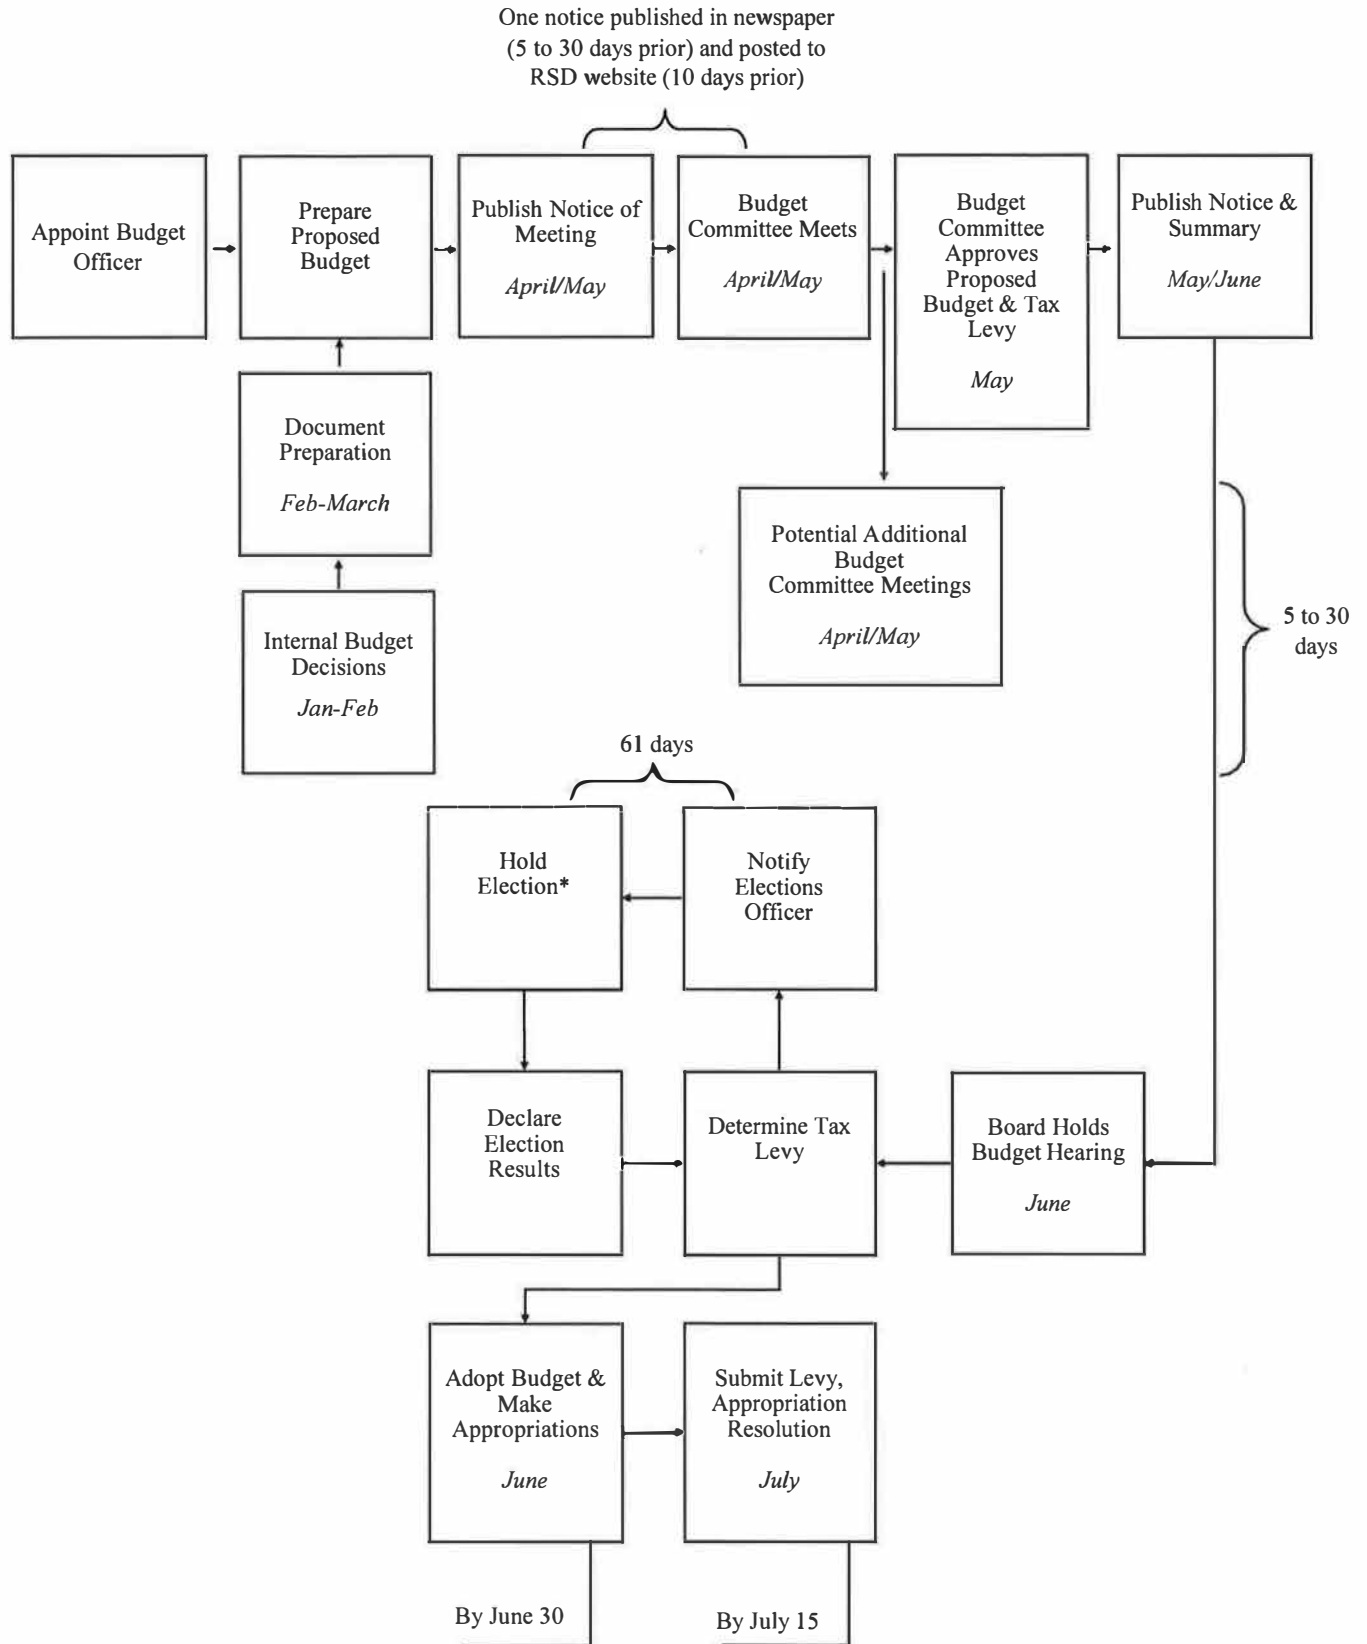 One notice published in newspaper
(5 to 30 days prior) and posted to
RSD website (10 days prior)
Appoint Budget
Officer
Prepare
Proposed
Budget
Publish Notice of
Meeting
April/May
Budget
Committee Meets
April/May
Budget
Committee
Approves
Proposed
Budget & Tax
Levy
May
Publish Notice &
Summary
May/June
Document
Preparation
Feb-March
Potential Additional
Budget
Committee Meetings
April/May
5 to 30
days
Internal Budget
Decisions
Jan-Feb
61 days
Hold
Election*
Notify
Elections
Officer
Declare
Election
Results
Determine Tax
Levy
Board Holds
Budget Hearing
June
Adopt Budget &
Make
Appropriations
June
Submit Levy,
Appropriation
Resolution
July
By June 30
By July 15